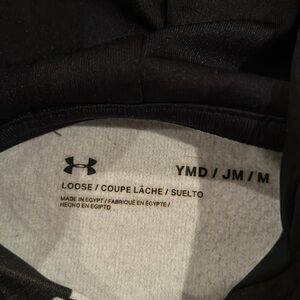 YMD / JM / M
LOOSE / COUPE LÂCHE / SUELTO
MADE IN EGYPT / FABRIQUÉ EN ÉGYPTE /
HECHO EN EGIPTO